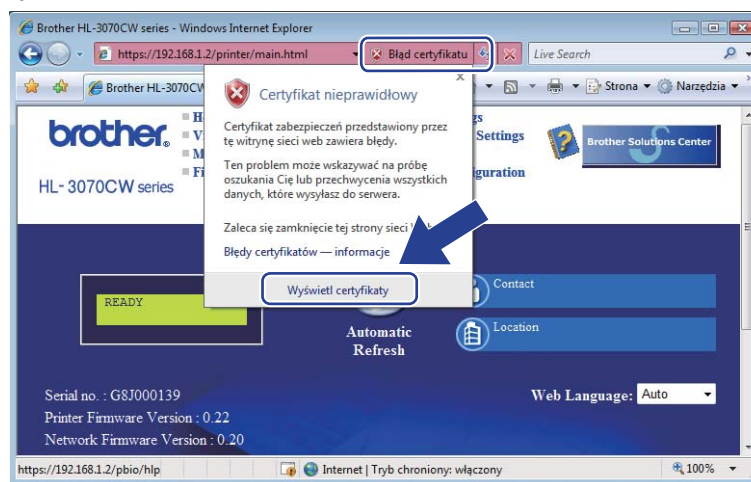 Brother HL-3070CW series - Windows Internet Explorer
https://192.168.1.2/printer/main.html
Błąd certyfikatu
Live Search
Brother HL-3070CW
Strona
Narzędzia
Certyfikat nieprawidłowy
x
Certyfikat zabezpieczeń przedstawiony przez
tę witrynę sieci web zawiera błędy.
Ten problem może wskazywać na próbę
oszukania Cię lub przechwycenia wszystkich
danych, które wysyłasz do serwera.
Zaleca się zamknięcie tej strony sieci
Błędy certyfikatów — informacje
Wyświetl certyfikaty
brother®
HL-3070CW series
Settings
Brother Solutions Center
READY
Automatic
Refresh
Contact
Location
Serial no. : G8J000139
Web Language: Auto
Printer Firmware Version : 0.22
Network Firmware Version : 0.20
https://192.168.1.2/pbio/hlp
Internet | Tryb chroniony: włączony
100%